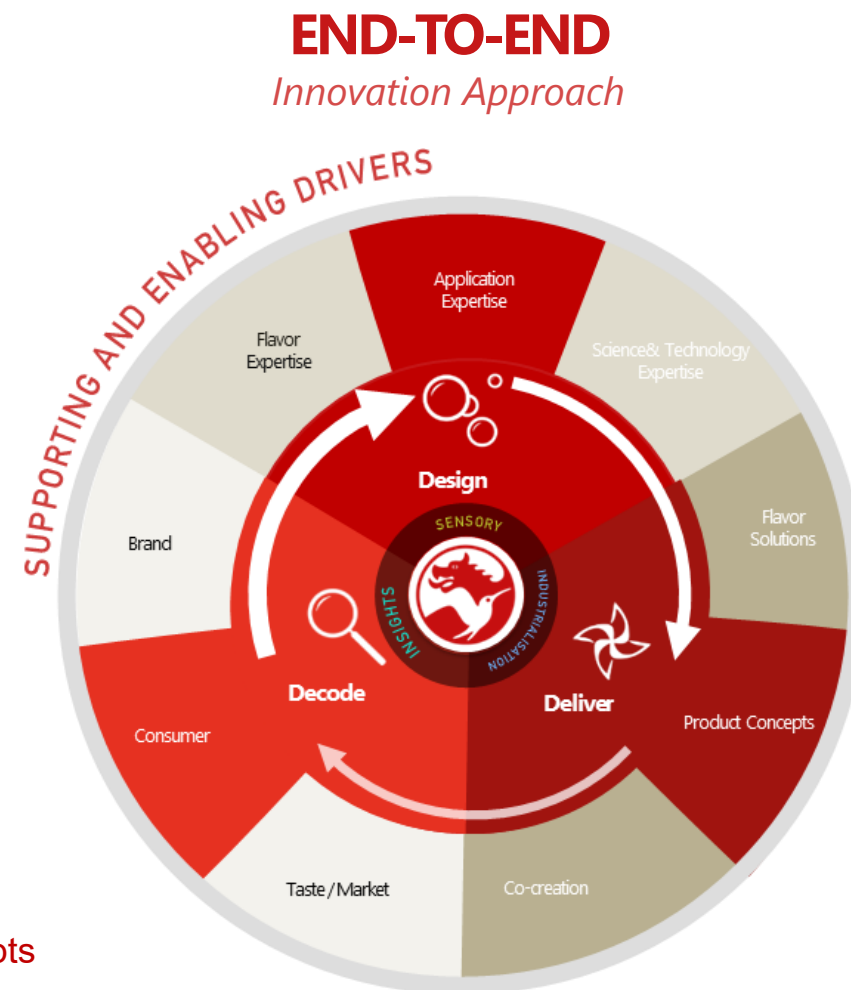 END-TO-END
Innovation Approach
SUPPORTING AND ENABLING DRIVERS
Application
Expertise
Flavor
Expertise
Science& Technology
Expertise
Design
Brand
SENSORY
Flavor
Solutions
INSIGHTS
INDUSTRIALISATION
Decode
Deliver
Consumer
Product Concepts
Taste/Market
Co-creation
ots